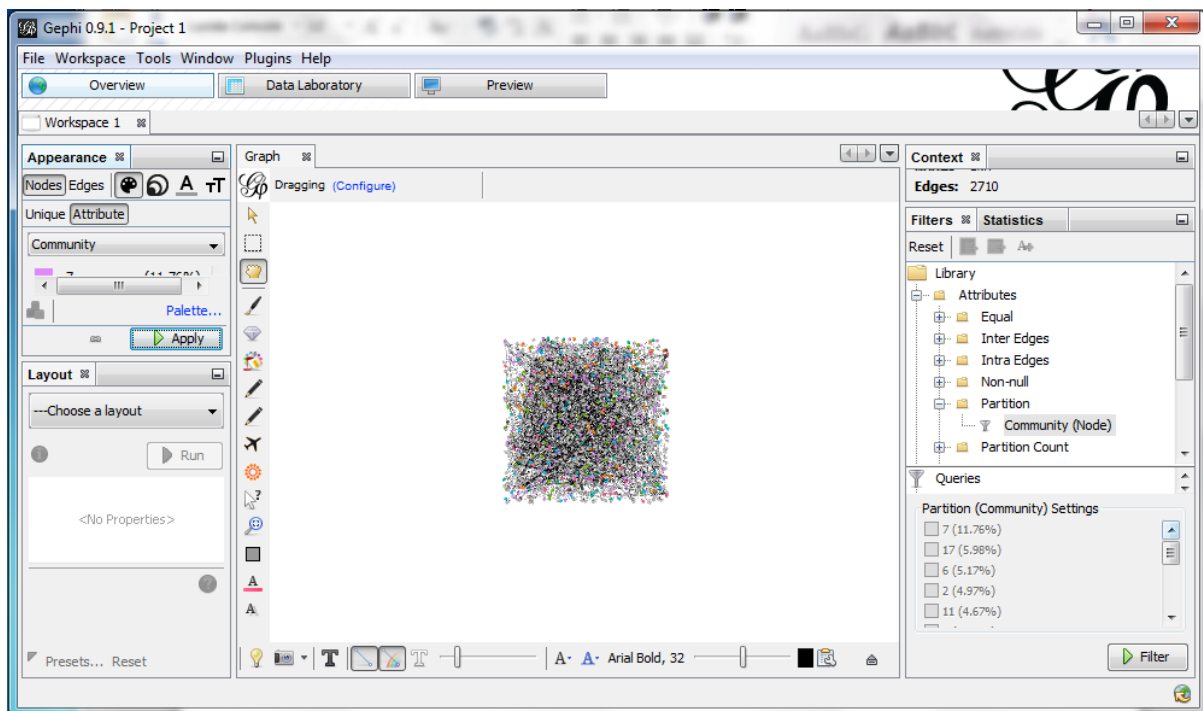 Gephi 0.9.1 - Project 1
File Workspace Tools Window Plugins Help
Overview Data Laboratory Preview
Workspace 1
Appearance
Nodes Edges A TT
Unique Attribute
Community
Palette...
Apply
Layout
---Choose a layout
Run
<No Properties>
Presets... Reset
Graph
Dragging (Configure)
T T A- A- Arial Bold, 32
Context
Edges: 2710
Filters Statistics
Reset
Library
Attributes
Equal
Inter Edges
Intra Edges
Non-null
Partition
Community (Node)
Partition Count
Queries
Partition (Community) Settings
7 (11.76%)
17 (5.98%)
6 (5.17%)
2 (4.97%)
11 (4.67%)
Filter